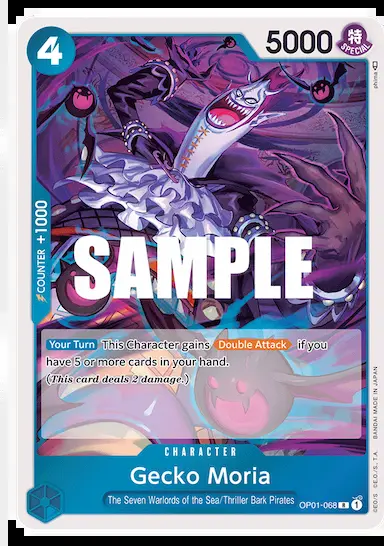 4
5000
特
SPECIAL
phima
COUNTER +1000
SAMPLE
Your Turn This Character gains Double Attack if you
have 5 or more cards in your hand.
(This card deals 2 damage.)
CHARACTER
Gecko Moria
The Seven Warlords of the Sea/Thriller Bark Pirates
OP01-068 R 1
©E/S ©E.O./S., T.A. BANDAI MADE IN JAPAN